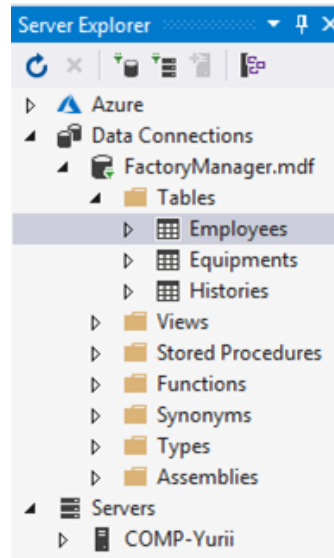 Server Explorer
Azure
Data Connections
FactoryManager.mdf
Tables
Employees
Equipments
Histories
Views
Stored Procedures
Functions
Synonyms
Types
Assemblies
Servers
COMP-Yurii